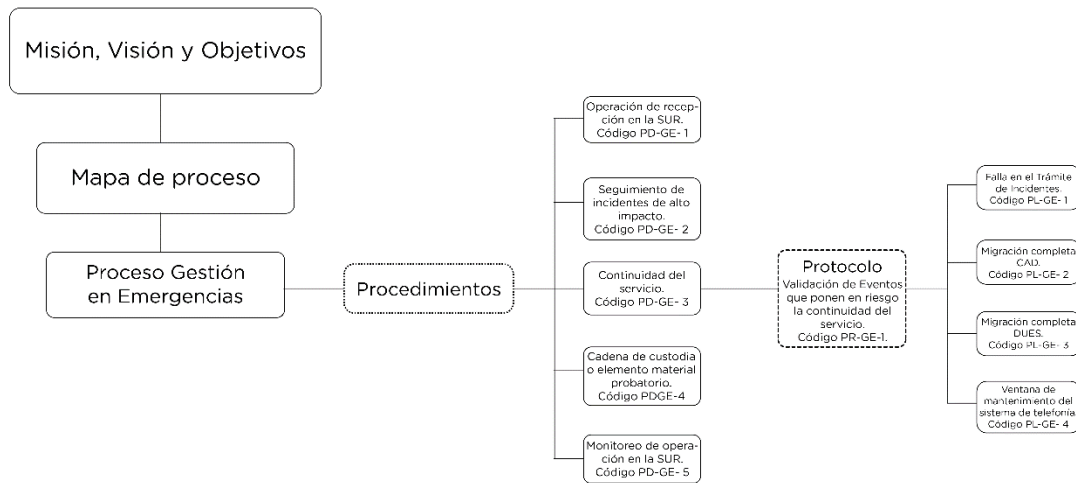 Misión, Visión y Objetivos
Mapa de proceso
Proceso Gestión
en Emergencias
Procedimientos
Operación de recep-
ción en la SUR.
Código PD-GE- 1
Seguimiento de
incidentes de alto
impacto.
Código PD-GE- 2
Continuidad del
servicio.
Código PD-GE- 3
Cadena de custodia
o elemento material
probatorio.
Código PDGE-4
Monitoreo de opera-
ción en la SUR.
Código PD-GE- 5
Protocolo
Validación de Eventos
que ponen en riesgo
la continuidad del
servicio.
Código PR-GE-1.
Falla en el Trámite
de Incidentes.
Código PL-GE- 1
Migración completa
CAD.
Código PL-GE- 2
Migración completa
DUES.
Código PL-GE- 3
Ventana de
mantenimiento del
sistema de telefonía.
Código PL-GE- 4